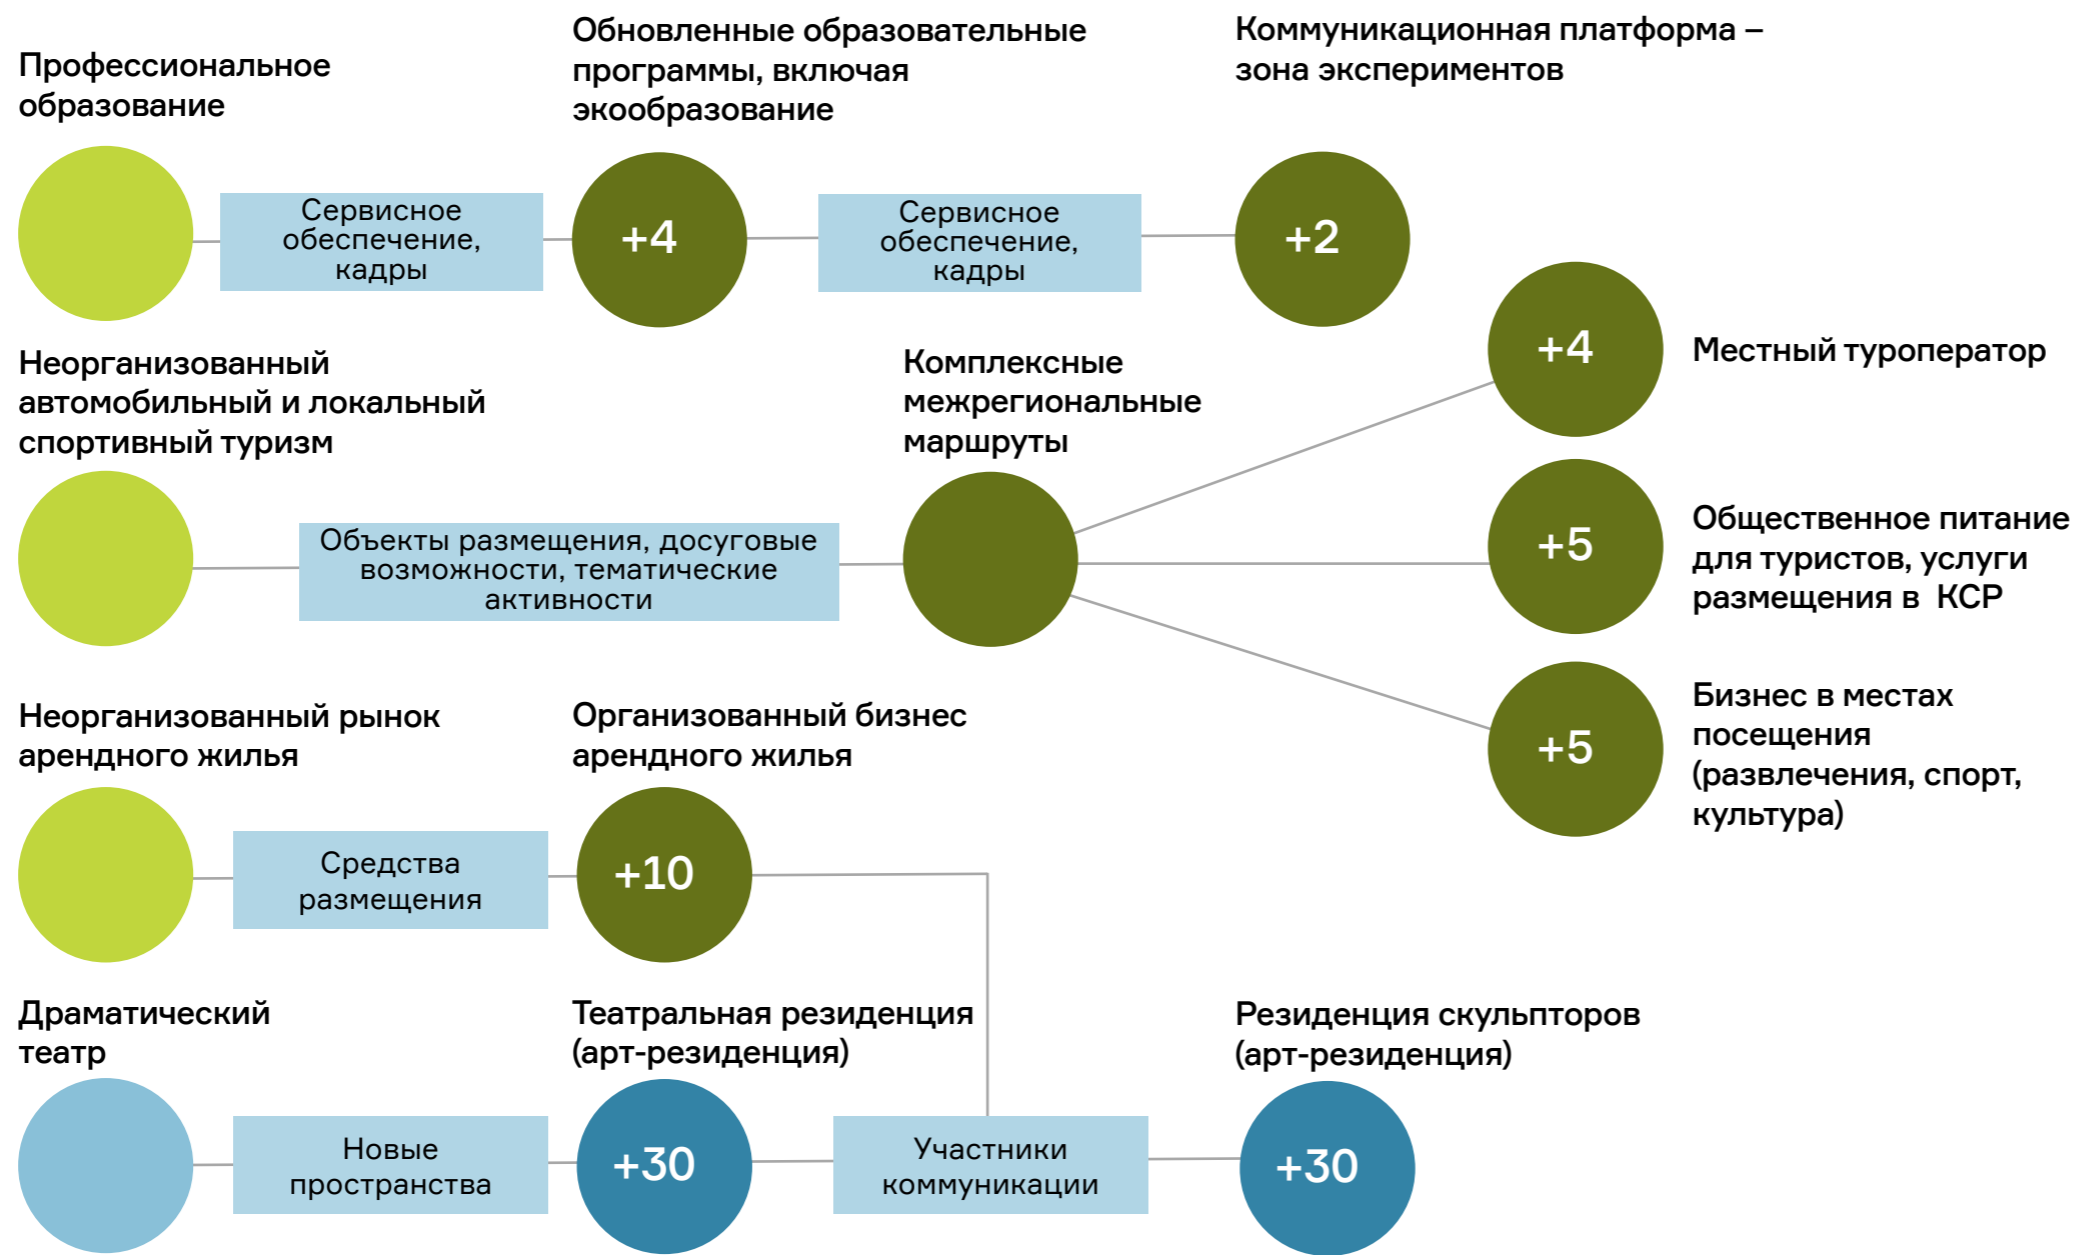 Профессиональное
образование
Обновленные образовательные
программы, включая
экообразование
Коммуникационная платформа –
зона экспериментов
Сервисное
обеспечение,
кадры
+4
Сервисное
обеспечение,
кадры
+2
Неорганизованный
автомобильный и локальный
спортивный туризм
Объекты размещения, досуговые
возможности, тематические
активности
Комплексные
межрегиональные
маршруты
+4
Местный туроператор
+5
Общественное питание
для туристов, услуги
размещения в КСР
+5
Бизнес в местах
посещения
(развлечения, спорт,
культура)
Неорганизованный рынок
арендного жилья
Средства
размещения
Организованный бизнес
арендного жилья
+10
Драматический
театр
Новые
пространства
Театральная резиденция
(арт-резиденция)
+30
Участники
коммуникации
Резиденция скульпторов
(арт-резиденция)
+30